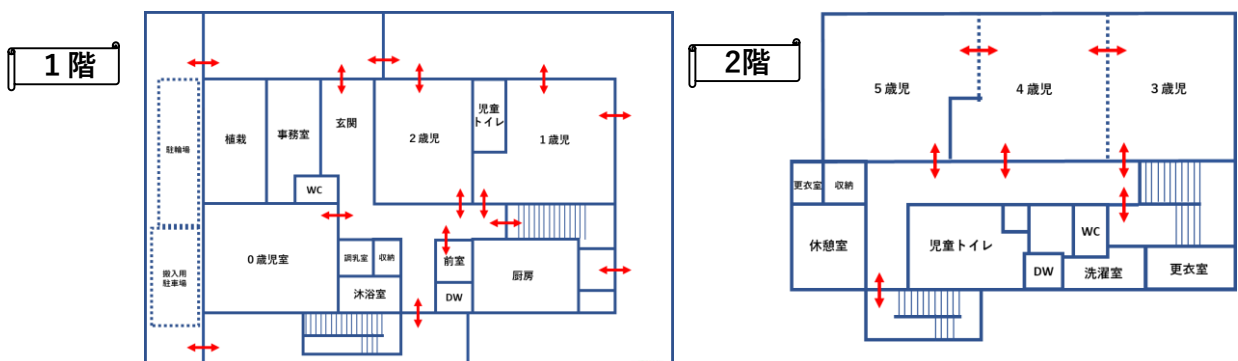 1階
植栽
事務室
玄関
2歳児
児童
トイレ
1歳児
駐輪場
WC
0歳児室
調乳室
収納
沐浴室
前室
DW
厨房
搬入用
駐車場
2階
5歳児
4歳児
3歳児
更衣室
収納
休憩室
児童トイレ
WC
DW
洗濯室
更衣室